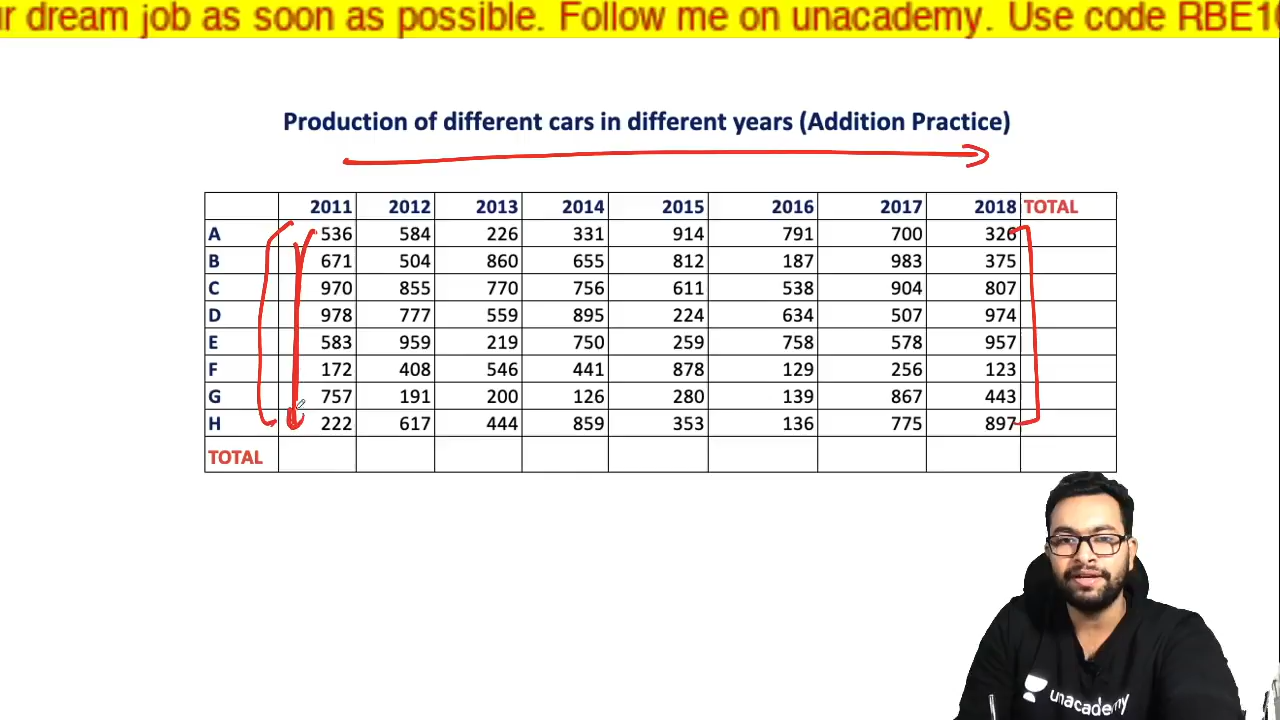 ur dream job as soon as possible. Follow me on unacademy. Use code RBE1
Production of different cars in different years (Addition Practice)
2011 2012 2013 2014 2015 2016 2017 2018 TOTAL
A 536 584 226 331 914 791 700 326
B 671 504 860 655 812 187 983 375
C 970 855 770 756 611 538 904 807
D 978 777 559 895 224 634 507 974
E 583 959 219 750 259 758 578 957
F 172 408 546 441 878 129 256 123
G 757 191 200 126 280 139 867 443
H 222 617 444 859 353 136 775 897
TOTAL
unacademy